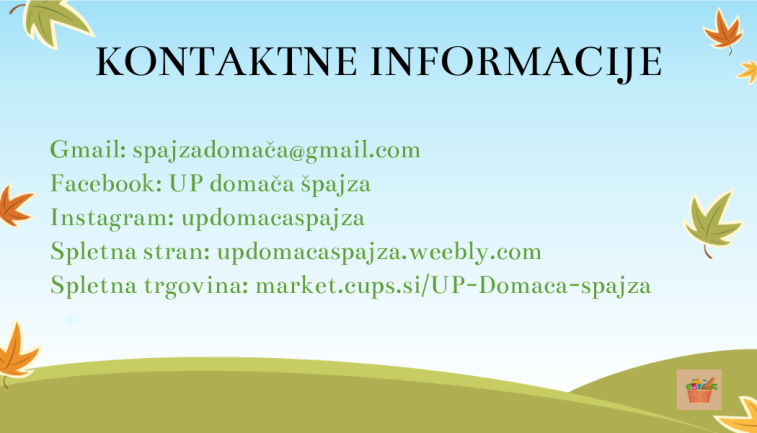 KONTAKTNE INFORMACIJE
Gmail: spajzadomača@gmail.com
Facebook: UP domača špajza
Instagram: updomacaspajza
Spletna stran: updomacaspajza.weebly.com
Spletna trgovina: market.cups.si/UP-Domaca-spajza